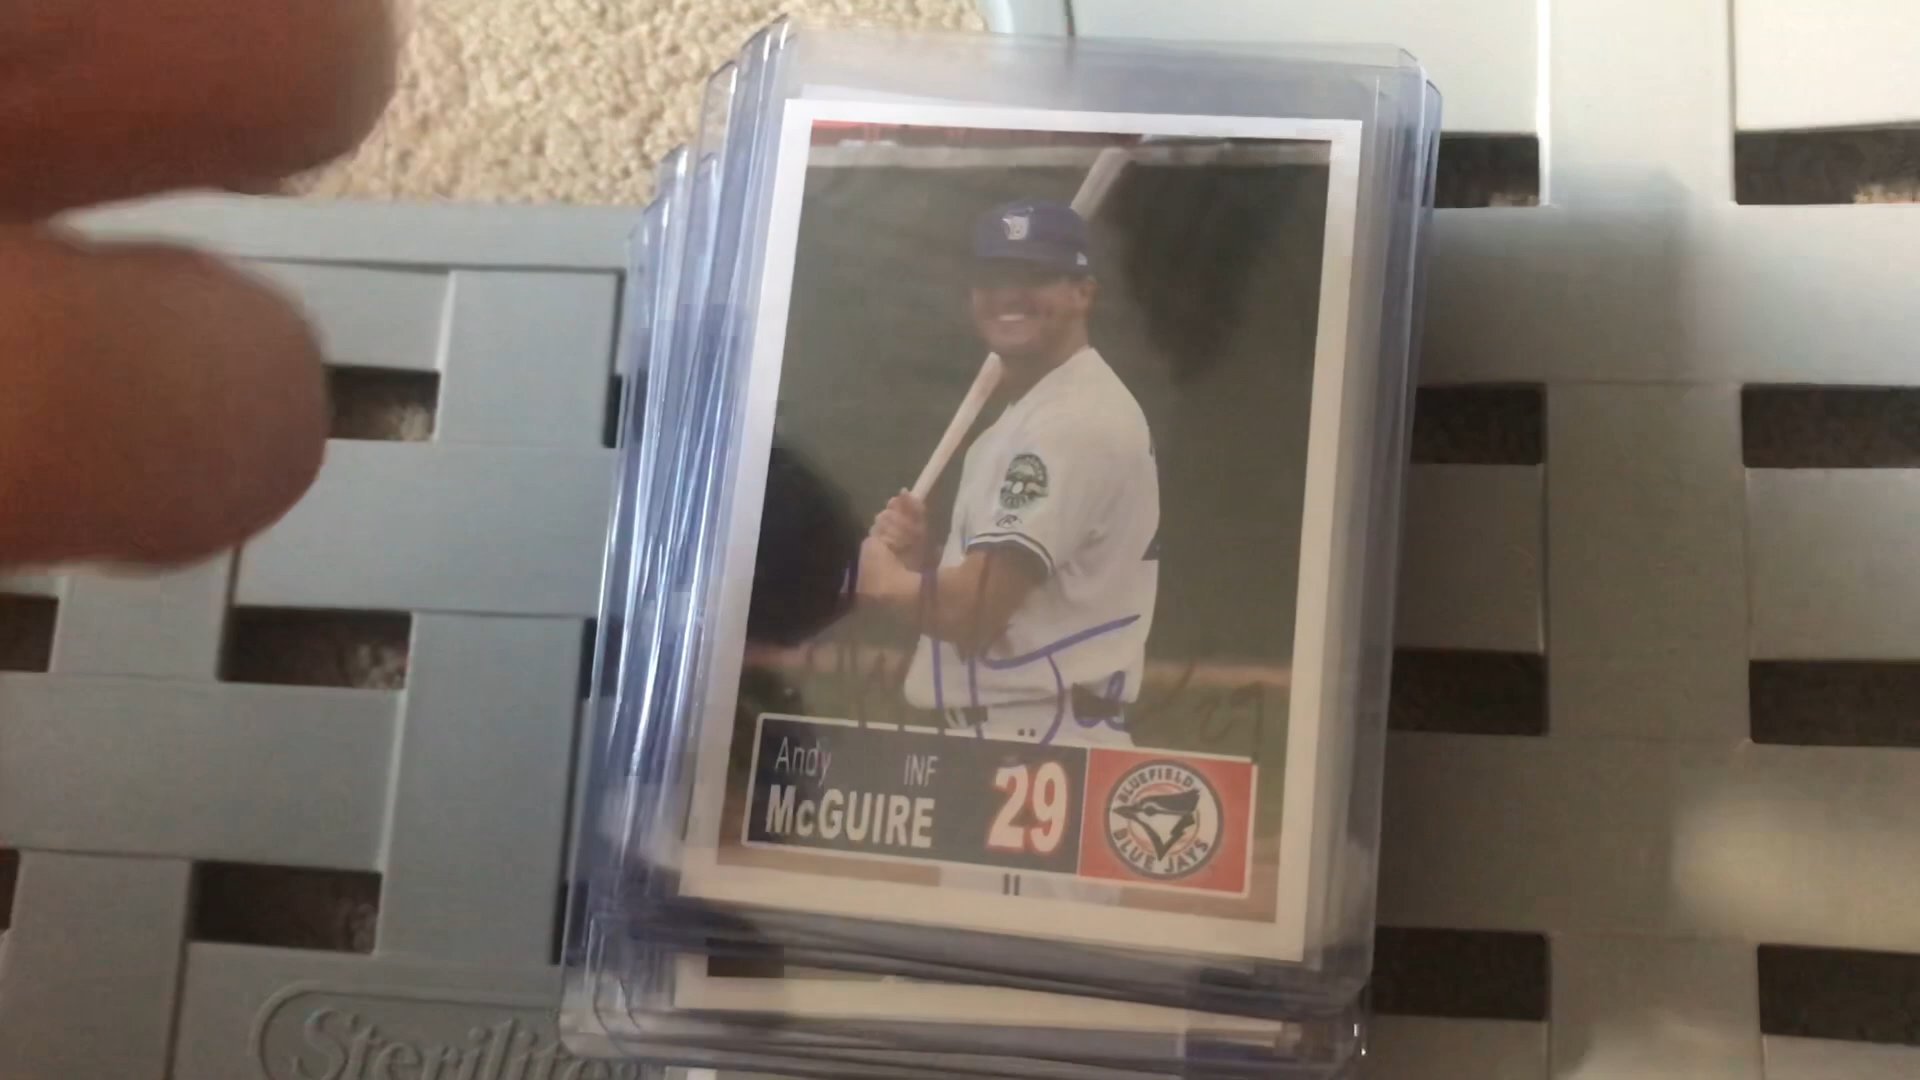 Andy INF
McGUIRE 29
BLUEFIELD
BLUE JAYS
Sterilite